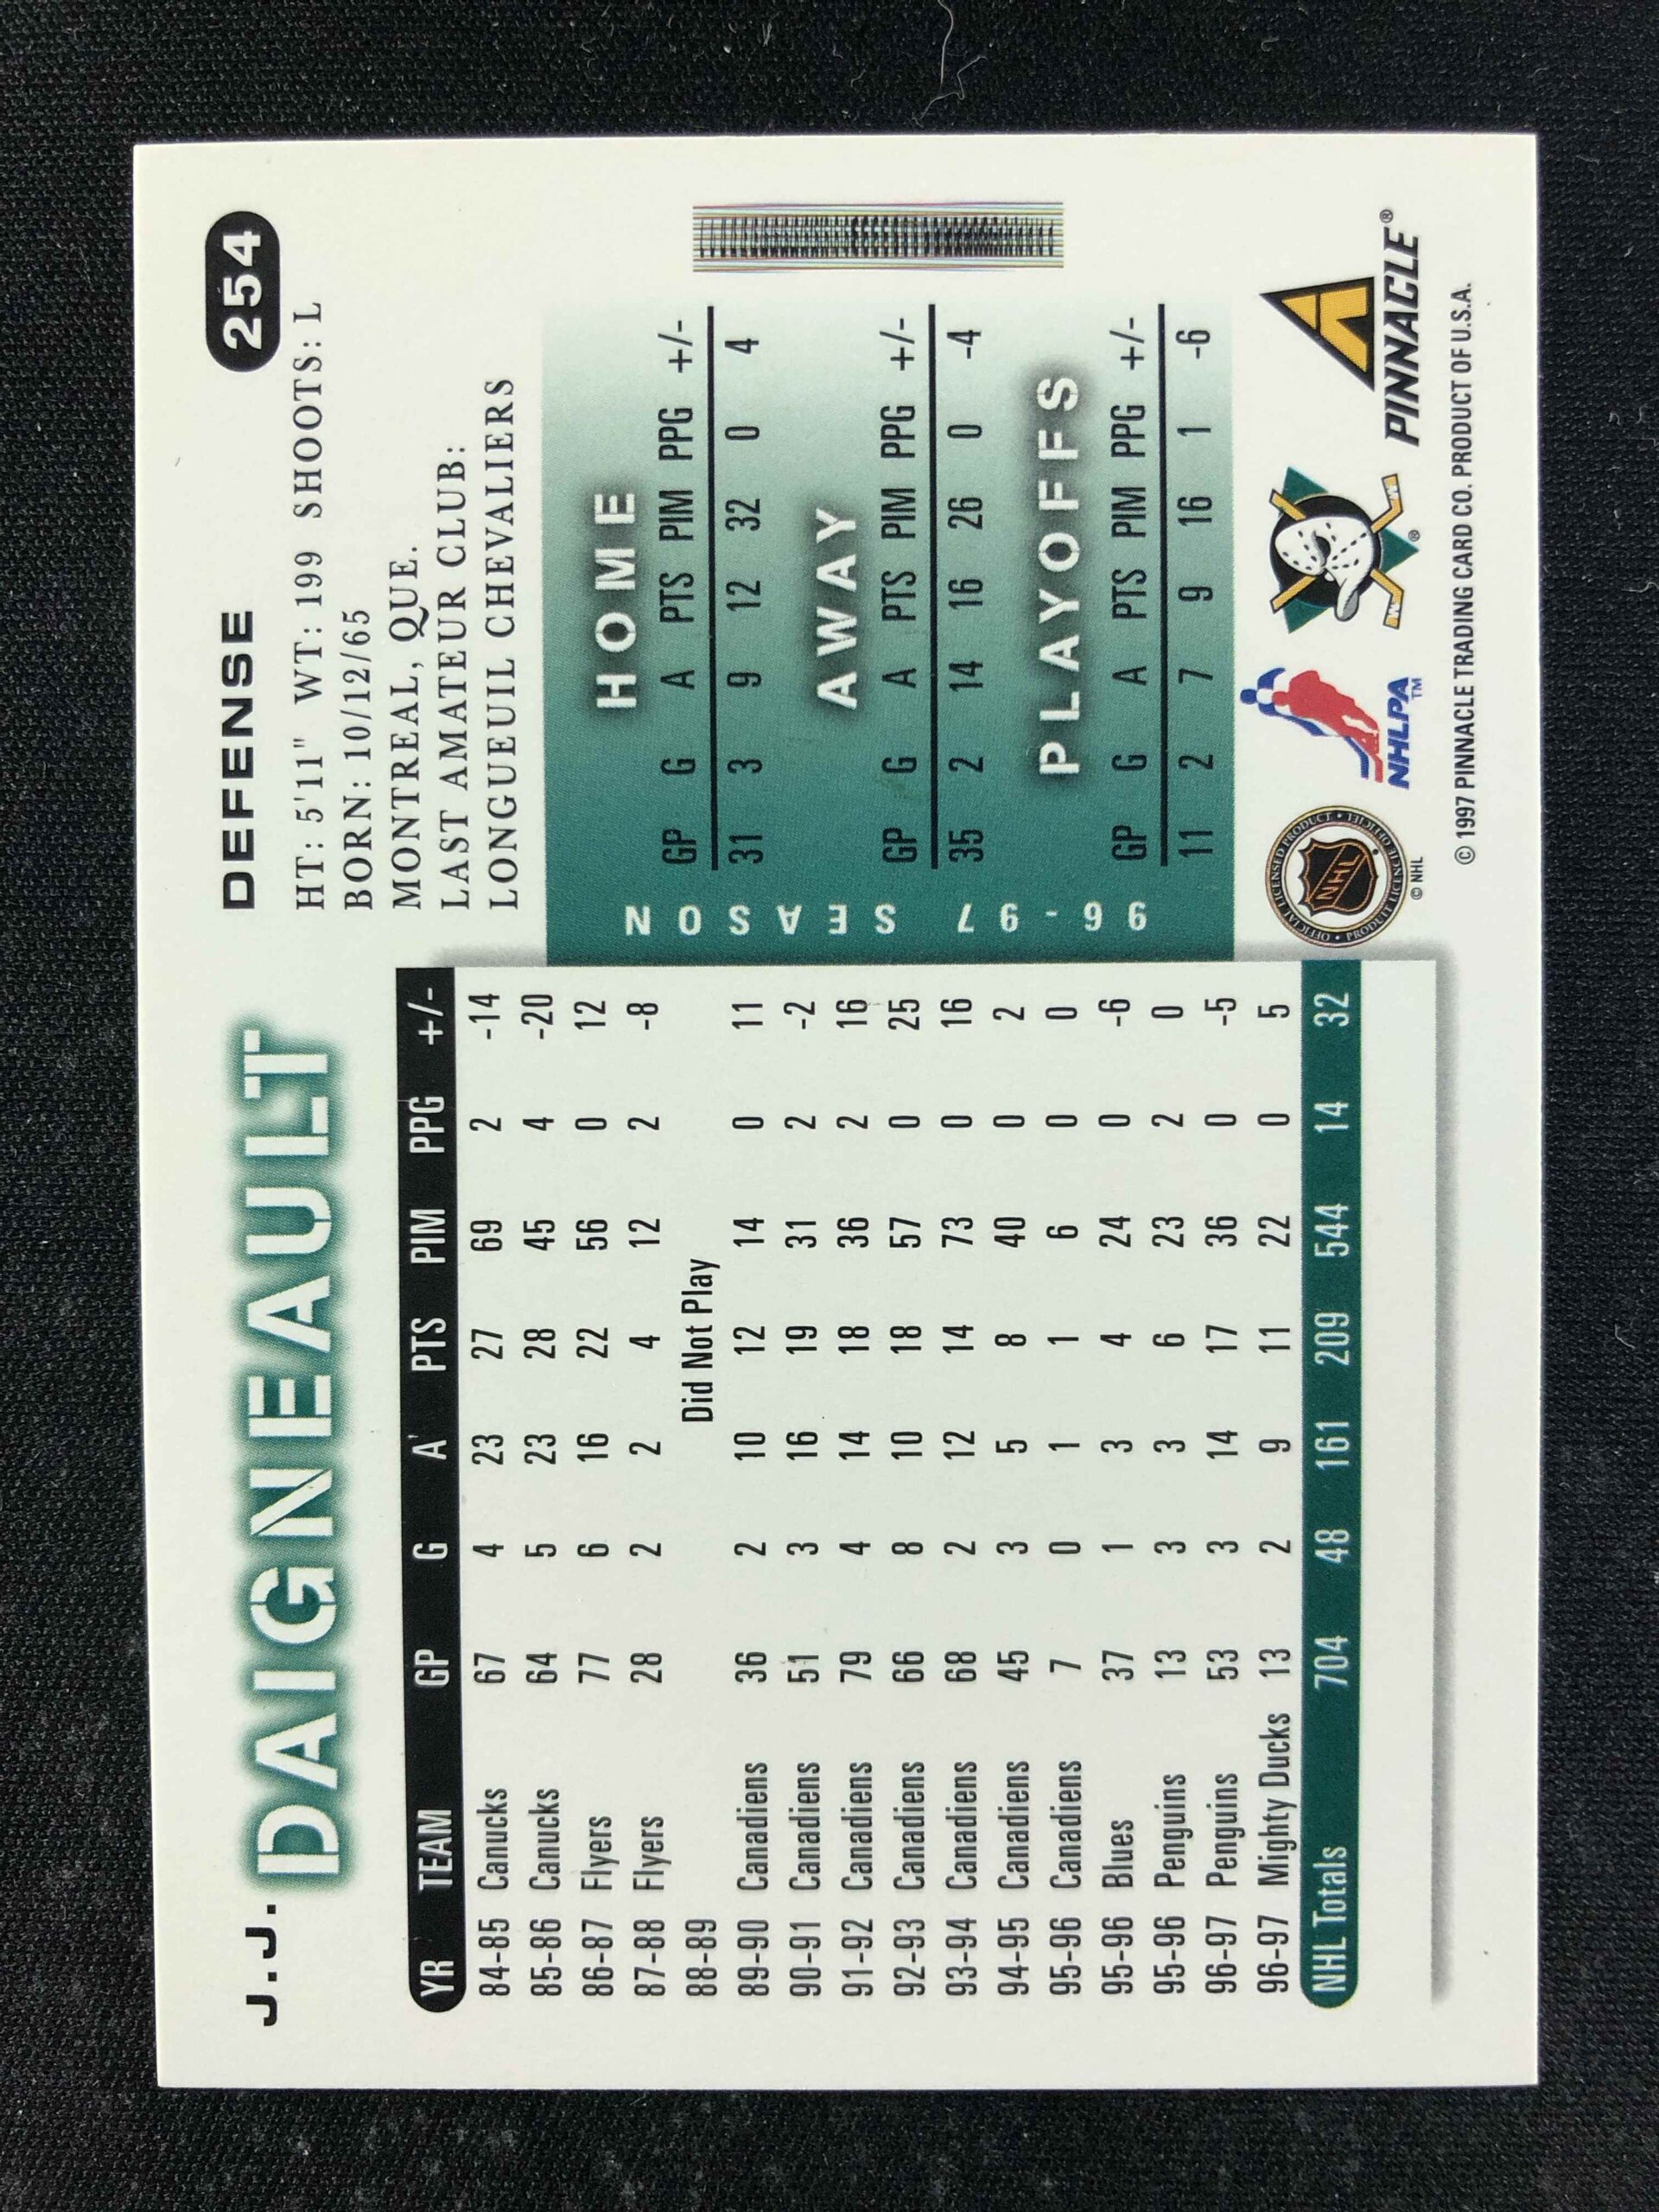 J.J.
DAIGNEAULT
DEFENSE
254
HT: 5'11" WT: 199 SHOOTS: L
BORN: 10/12/65
MONTREAL, QUE.
LAST AMATEUR CLUB:
LONGUEUIL CHEVALIERS
YR TEAM GP G A PTS PIM PPG +/-
84-85 Canucks 67 4 23 27 69 2 -14
85-86 Canucks 64 5 23 28 45 4 -20
86-87 Flyers 77 6 16 22 56 0 12
87-88 Flyers 28 2 2 4 12 2 -8
88-89 Did Not Play
89-90 Canadiens 36 2 10 12 14 0 11
90-91 Canadiens 51 3 16 19 31 2 -2
91-92 Canadiens 79 4 14 18 36 2 16
92-93 Canadiens 66 8 10 18 57 0 25
93-94 Canadiens 68 2 12 14 73 0 16
94-95 Canadiens 45 3 5 8 40 0 2
95-96 Canadiens 7 0 1 1 6 0 0
95-96 Blues 37 1 3 4 24 0 -6
95-96 Penguins 13 3 3 6 23 2 0
96-97 Penguins 53 3 14 17 36 0 -5
96-97 Mighty Ducks 13 2 9 11 22 0 5
NHL Totals 704 48 161 209 544 14 32
96-97 SEASON
HOME
GP G A PTS PIM PPG +/-
31 3 9 12 32 0 4
AWAY
GP G A PTS PIM PPG +/-
35 2 14 16 26 0 -4
PLAYOFFS
GP G A PTS PIM PPG +/-
11 2 7 9 16 1 -6
OFFICIAL LICENSED PRODUCT • PRODUIT LICENCIÉ OFFICIEL •
NHL
© NHL
NHLPA™
®
PINNACLE®
© 1997 PINNACLE TRADING CARD CO. PRODUCT OF U.S.A.